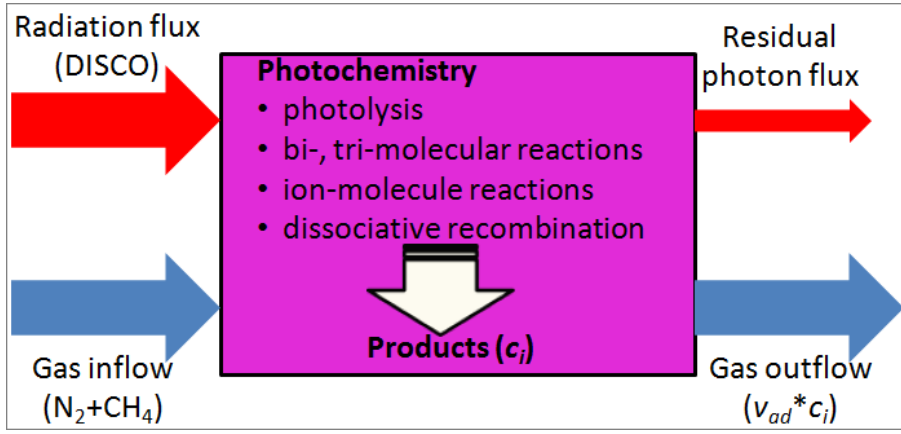 Radiation flux
(DISCO)
Residual
photon flux
Photochemistry
• photolysis
• bi-, tri-molecular reactions
• ion-molecule reactions
• dissociative recombination
Products (cᵢ)
Gas inflow
(N₂+CH₄)
Gas outflow
(v_ad*cᵢ)